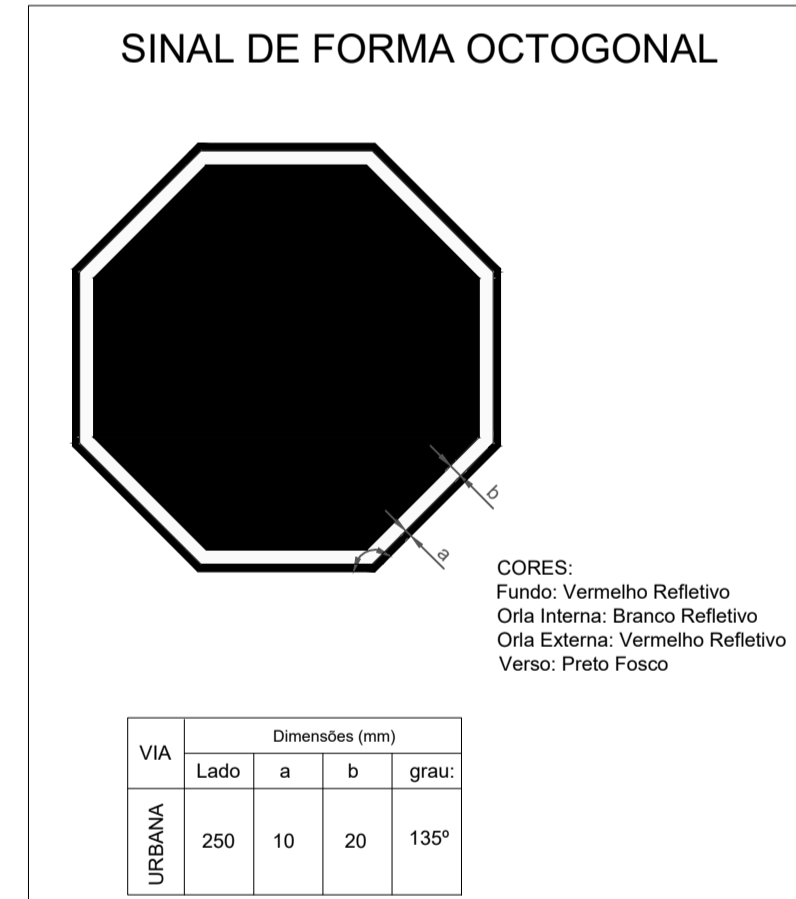 SINAL DE FORMA OCTOGONAL
b
a
CORES:
Fundo: Vermelho Refletivo
Orla Interna: Branco Refletivo
Orla Externa: Vermelho Refletivo
Verso: Preto Fosco
VIA
Dimensões (mm)
Lado a b grau:
URBANA
250 10 20 135º